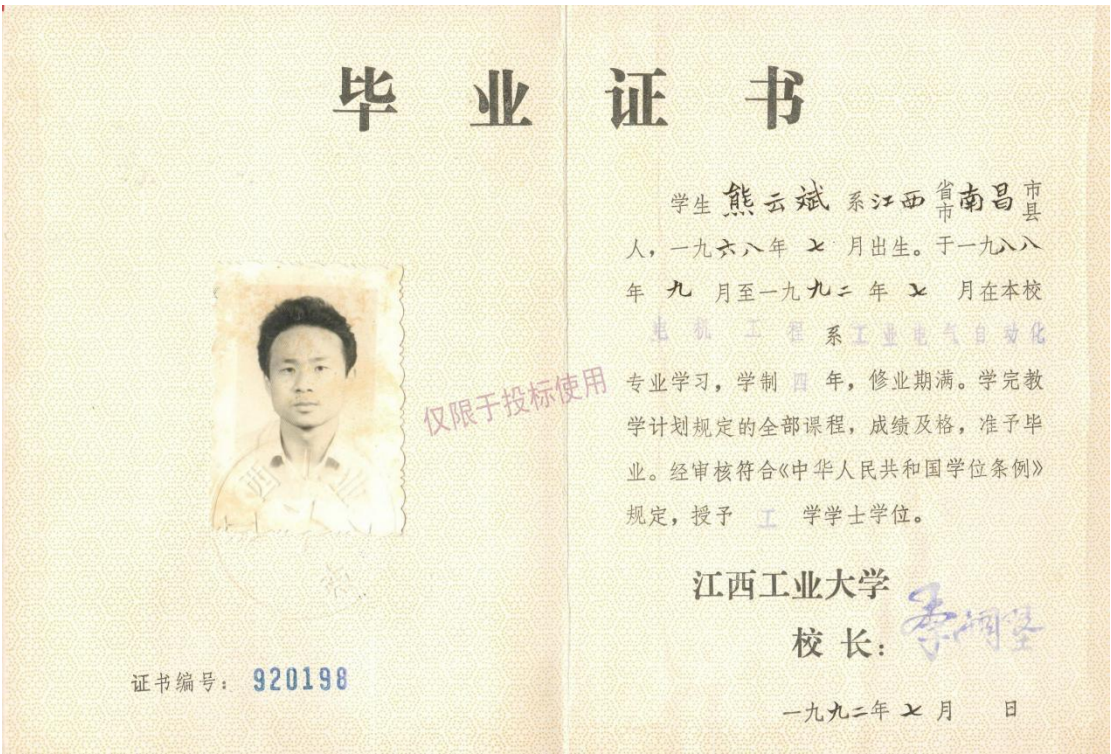 毕业证书
学生 熊云斌 系江西省市南昌市县
人，一九六八年 七 月出生。于一九八八
年 九 月至一九九二 年 七 月在本校
电机工程系工业电气自动化
专业学习，学制 四 年，修业期满。学完教
学计划规定的全部课程，成绩及格，准予毕
业。经审核符合《中华人民共和国学位条例》
规定，授予 工 学学士学位。
江西工业大学
校长：
一九九二年 七 月 日
证书编号： 920198
仅限于投标使用